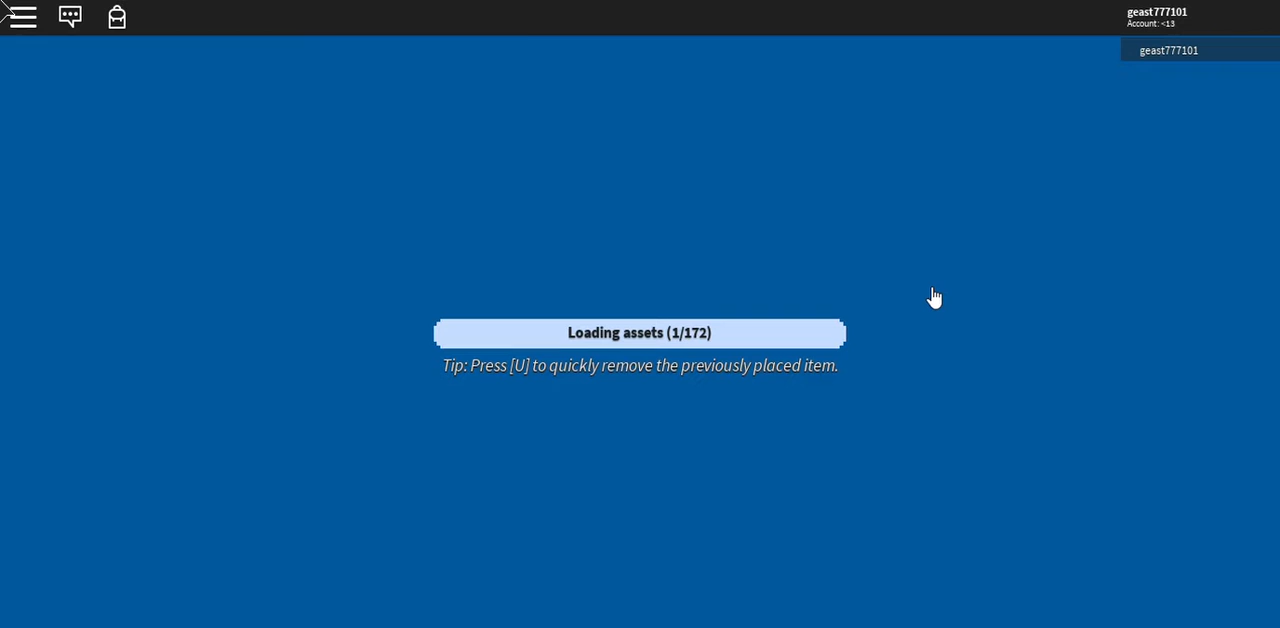 geast777101
Account: <13
geast777101
Loading assets (1/172)
Tip: Press [U] to quickly remove the previously placed item.